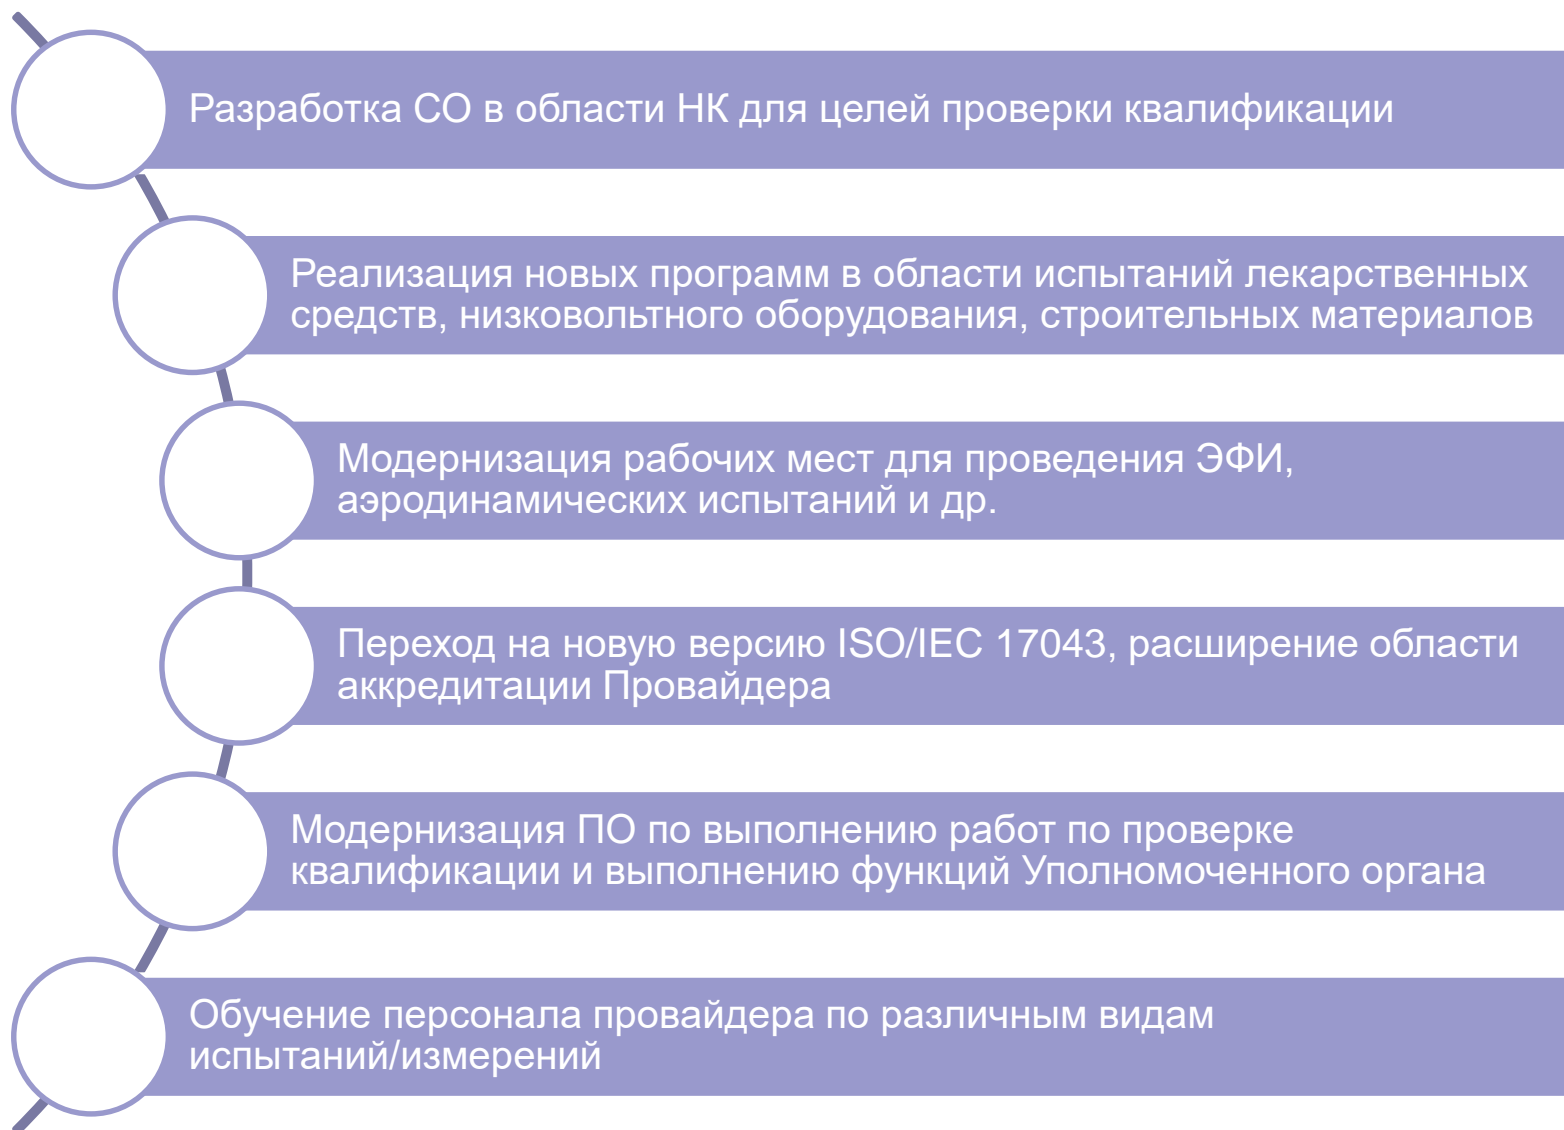 Разработка СО в области НК для целей проверки квалификации
Реализация новых программ в области испытаний лекарственных
средств, низковольтного оборудования, строительных материалов
Модернизация рабочих мест для проведения ЭФИ,
аэродинамических испытаний и др.
Переход на новую версию ISO/IEC 17043, расширение области
аккредитации Провайдера
Модернизация ПО по выполнению работ по проверке
квалификации и выполнению функций Уполномоченного органа
Обучение персонала провайдера по различным видам
испытаний/измерений